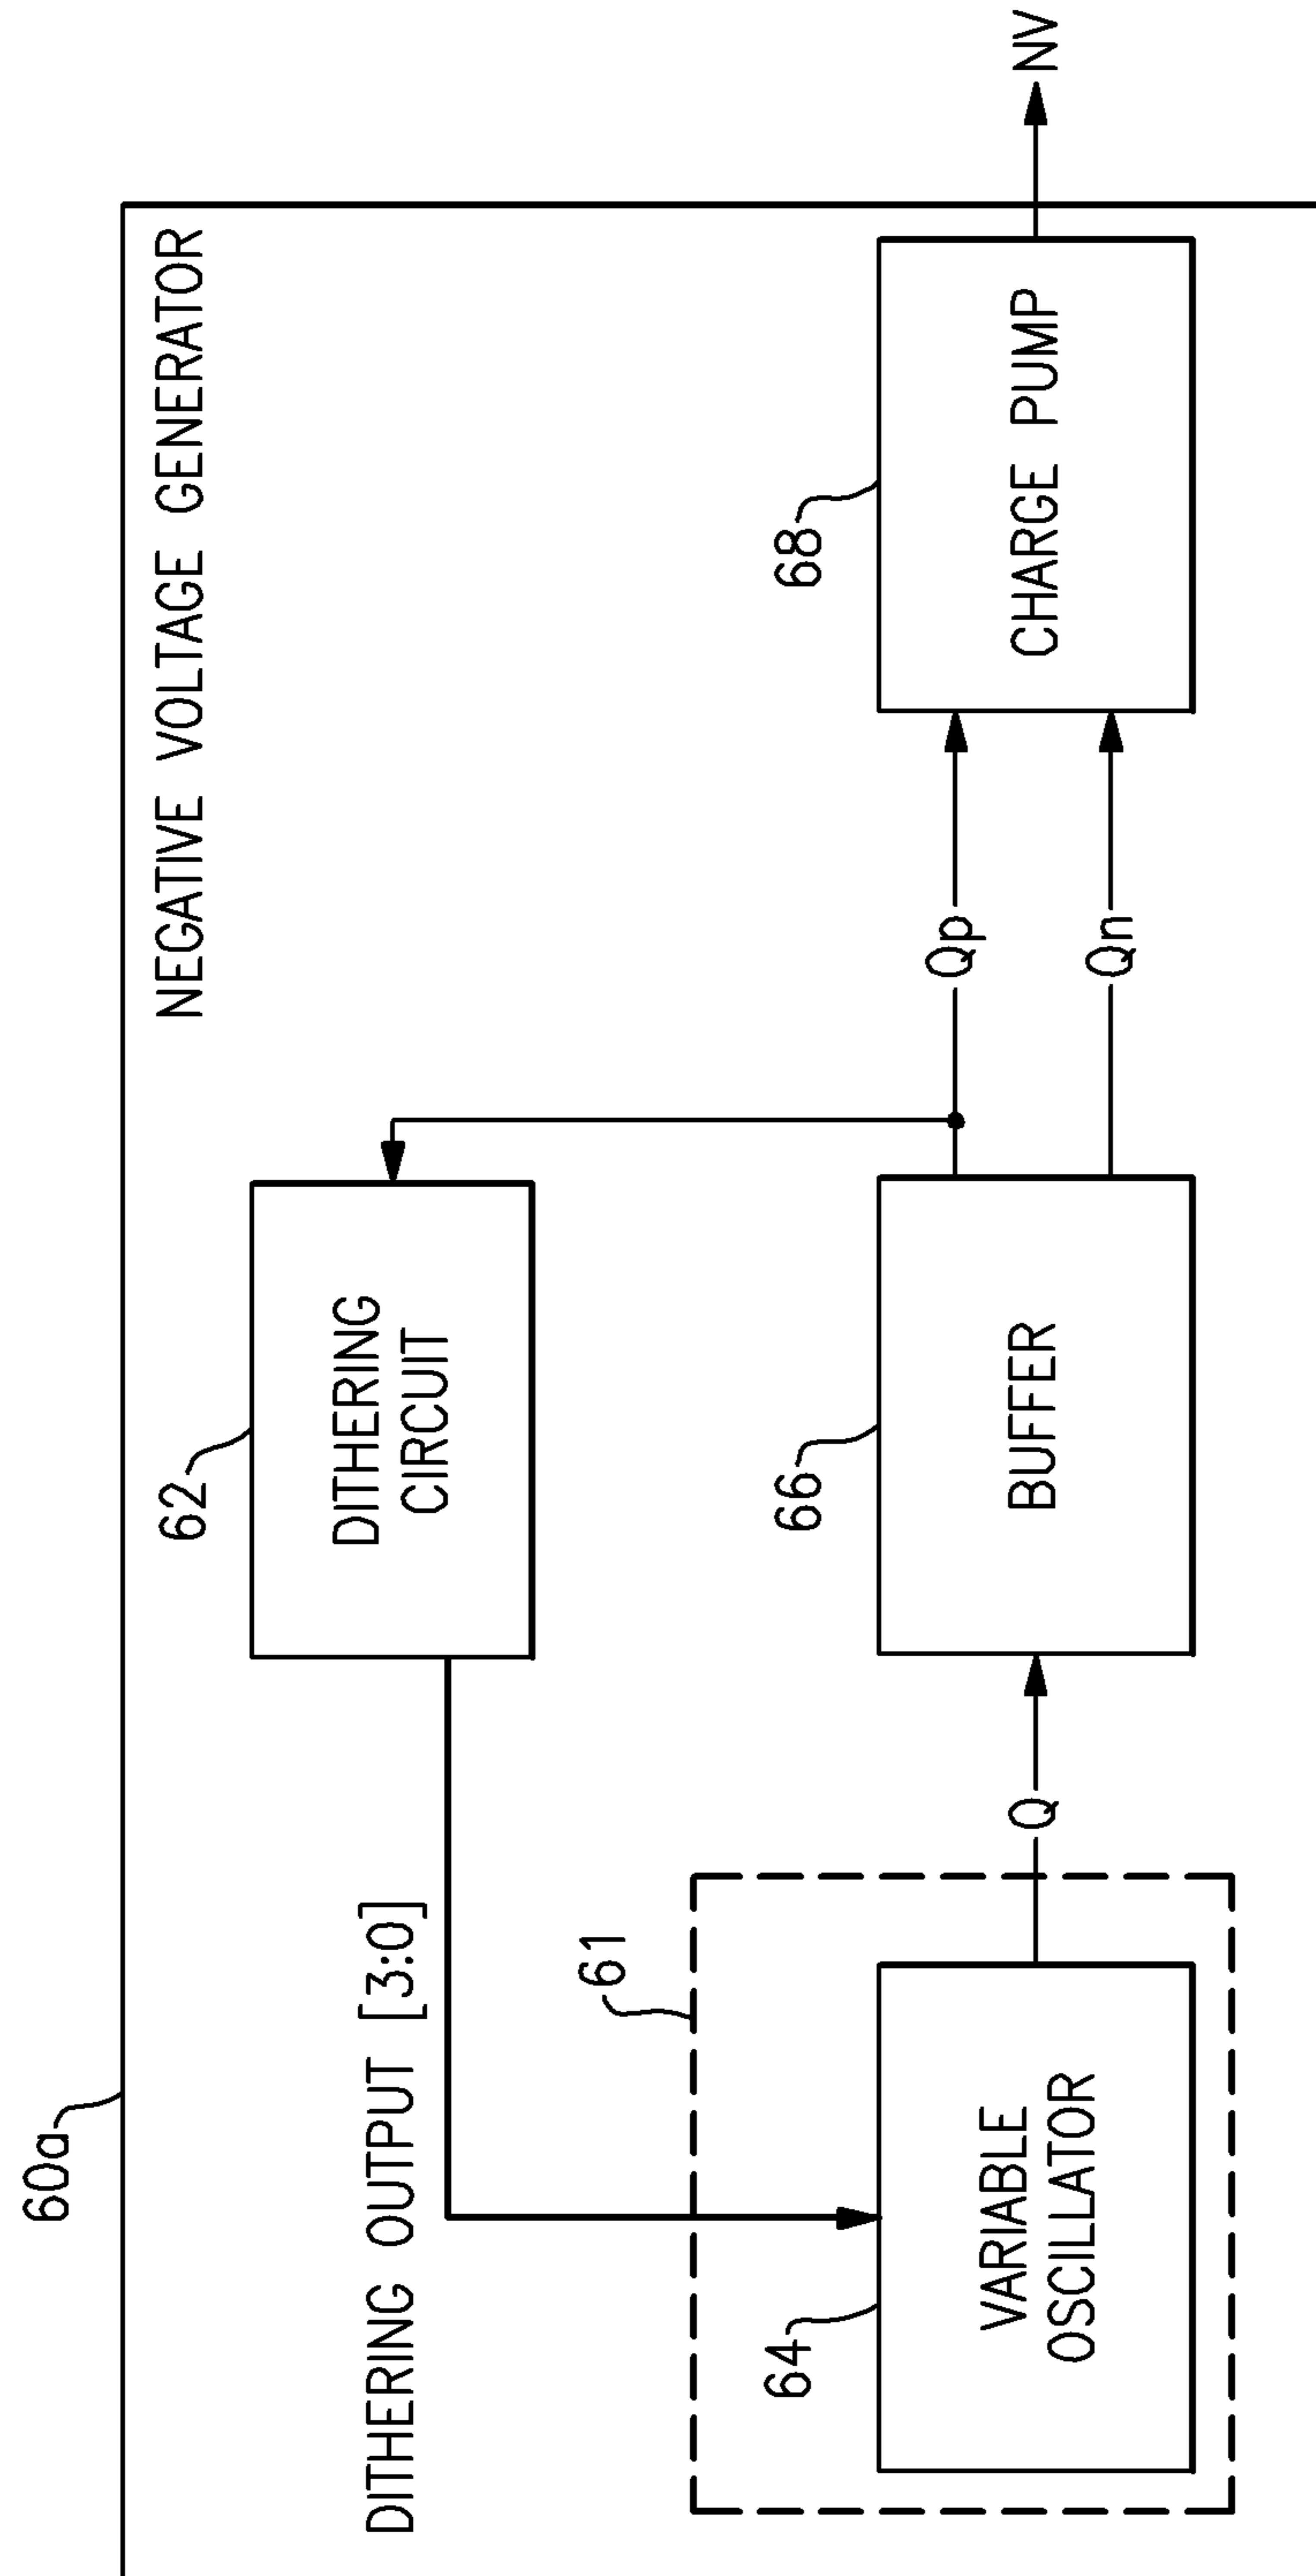 60a
NEGATIVE VOLTAGE GENERATOR
62
DITHERING
CIRCUIT
DITHERING OUTPUT [3:0]
61
64
VARIABLE
OSCILLATOR
Q
66
BUFFER
Qp
Qn
68
CHARGE PUMP
NV